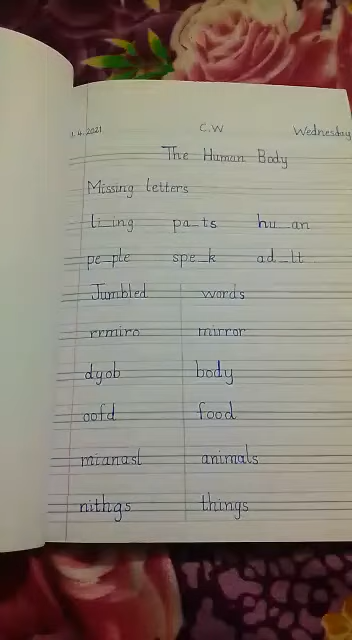 1.4.2021 C.W Wednesday
The Human Body
Missing letters
li_ing pa_ts hu_an
pe_ple spe_k ad_lt
Jumbled words
rrmiro mirror
dyob body
oofd food
mianasl animals
nithgs things